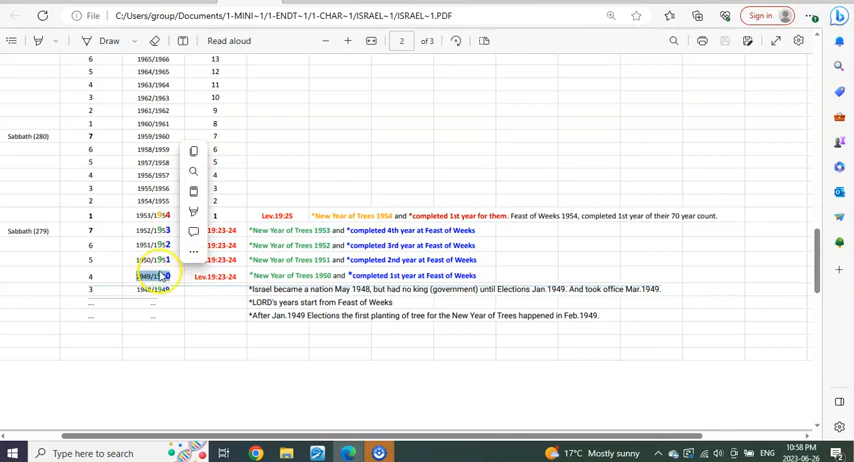 File
C:/Users/group/Documents/1-MINI~1/1-ENDT~1/1-CHAR~1/ISRAEL~1/ISRAEL~1.PDF
Sign in
Draw
Read aloud
2 of 3
6 1965/1966 13
5 1964/1965 12
4 1963/1964 11
3 1962/1963 10
2 1961/1962 9
1 1960/1961 8
Sabbath (280) 7 1959/1960 7
6 1958/1959 6
5 1957/1958 5
4 1956/1957 4
3 1955/1956 3
2 1954/1955 2
1 1953/1954 1 Lev.19:25 *New Year of Trees 1954 and *completed 1st year for them. Feast of Weeks 1954, completed 1st year of their 70 year count.
Sabbath (279) 7 1952/1953 19:23-24 *New Year of Trees 1953 and *completed 4th year at Feast of Weeks
6 1951/1952 19:23-24 *New Year of Trees 1952 and *completed 3rd year at Feast of Weeks
5 1950/1951 19:23-24 *New Year of Trees 1951 and *completed 2nd year at Feast of Weeks
4 1949/1950 Lev.19:23-24 *New Year of Trees 1950 and *completed 1st year at Feast of Weeks
3 1948/1949 *Israel became a nation May 1948, but had no king (government) until Elections Jan.1949. And took office Mar.1949.
... ... *LORD's years start from Feast of Weeks
... ... *After Jan.1949 Elections the first planting of tree for the New Year of Trees happened in Feb.1949.
Type here to search
17°C Mostly sunny
ENG
10:58 PM
2023-06-26
2